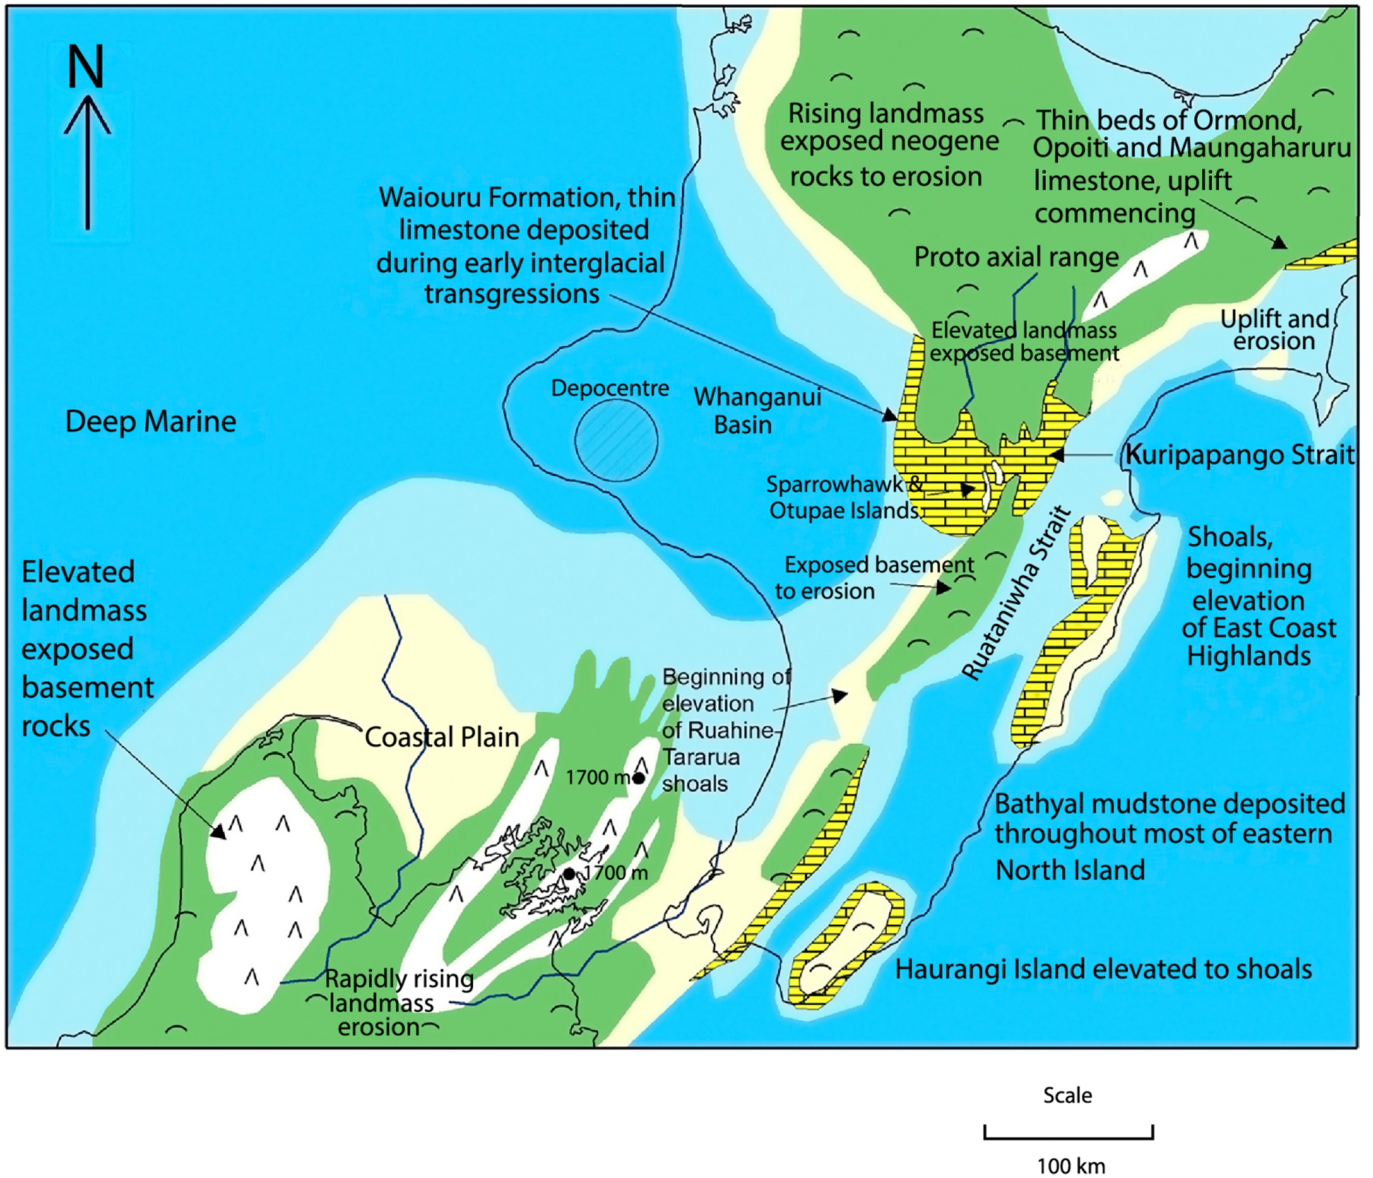 N
Rising landmass
exposed neogene
rocks to erosion
Thin beds of Ormond,
Opoiti and Maungaharuru
limestone, uplift
commencing
Waiouru Formation, thin
limestone deposited
during early interglacial
transgressions
Proto axial range
Elevated landmass
exposed basement
Uplift and
erosion
Depocentre
Whanganui
Basin
Deep Marine
Kuripapango Strait
Sparrowhawk &
Otupae Islands
Ruataniwha Strait
Shoals,
beginning
elevation
of East Coast
Highlands
Exposed basement
to erosion
Elevated
landmass
exposed
basement
rocks
Beginning of
elevation
of Ruahine-
Tararua
shoals
Coastal Plain
1700 m
1700 m
Bathyal mudstone deposited
throughout most of eastern
North Island
Haurangi Island elevated to shoals
Rapidly rising
landmass
erosion
Scale
100 km